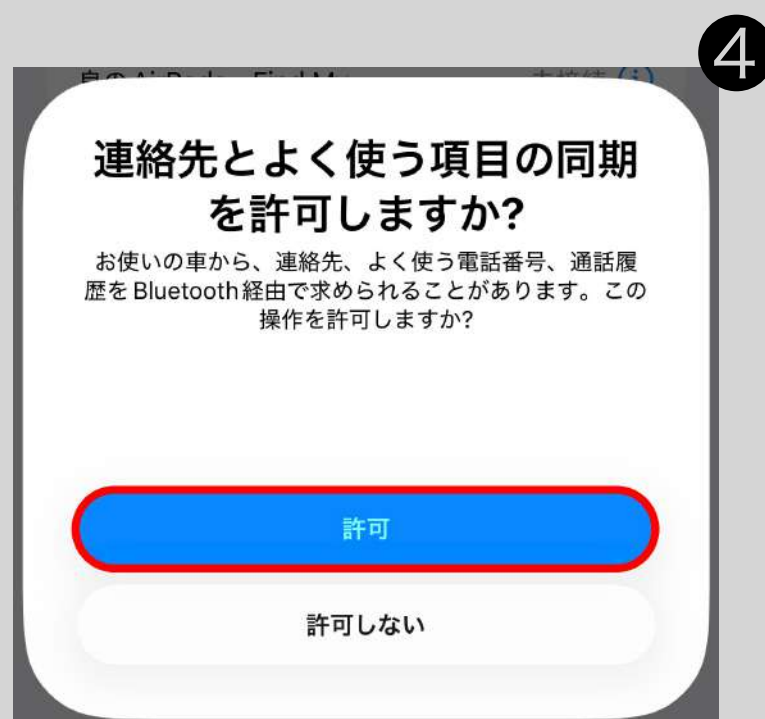 ❹
連絡先とよく使う項目の同期
を許可しますか?
お使いの車から、連絡先、よく使う電話番号、通話履
歴をBluetooth経由で求められることがあります。この
操作を許可しますか?
許可
許可しない